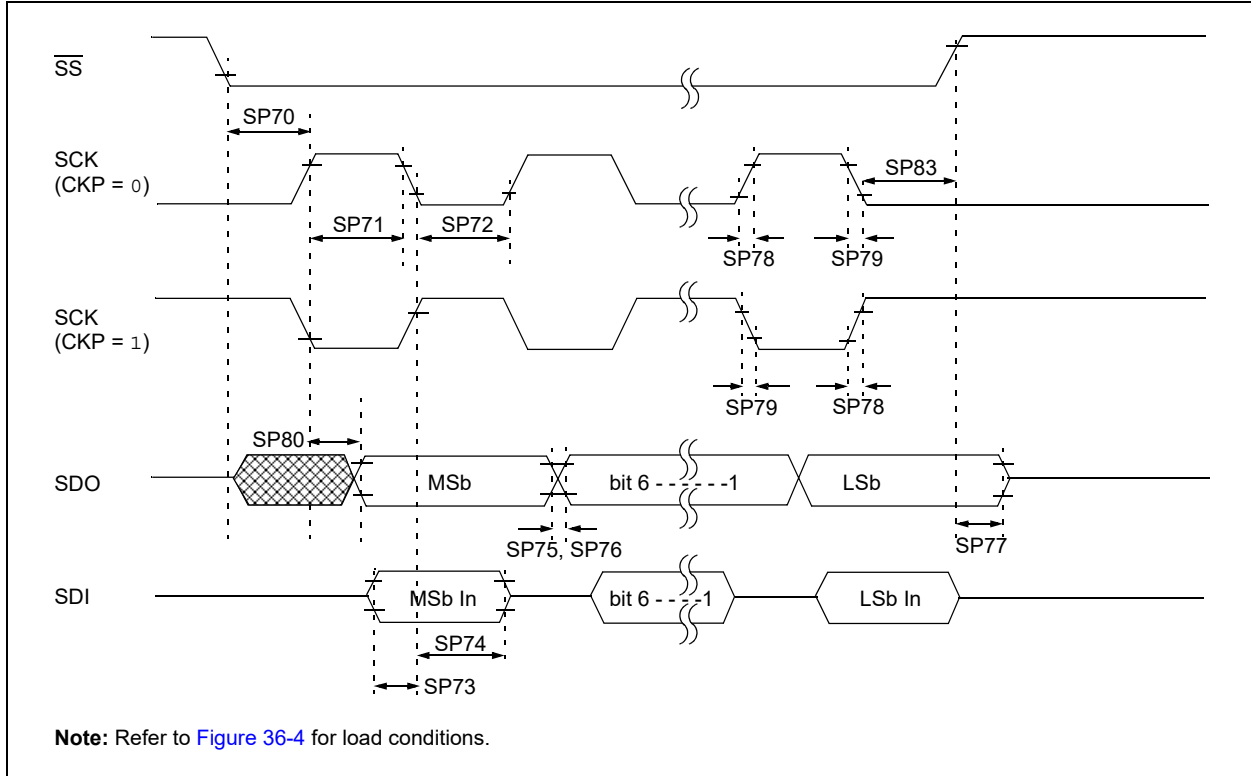 SS
SP70
SCK
(CKP = 0)
SP83
SP71
SP72
SP78
SP79
SCK
(CKP = 1)
SP79
SP78
SP80
SDO
MSb
bit 6 - - - - - -1
LSb
SP75, SP76
SP77
SDI
MSb In
bit 6 - - - -1
LSb In
SP74
SP73
Note: Refer to Figure 36-4 for load conditions.